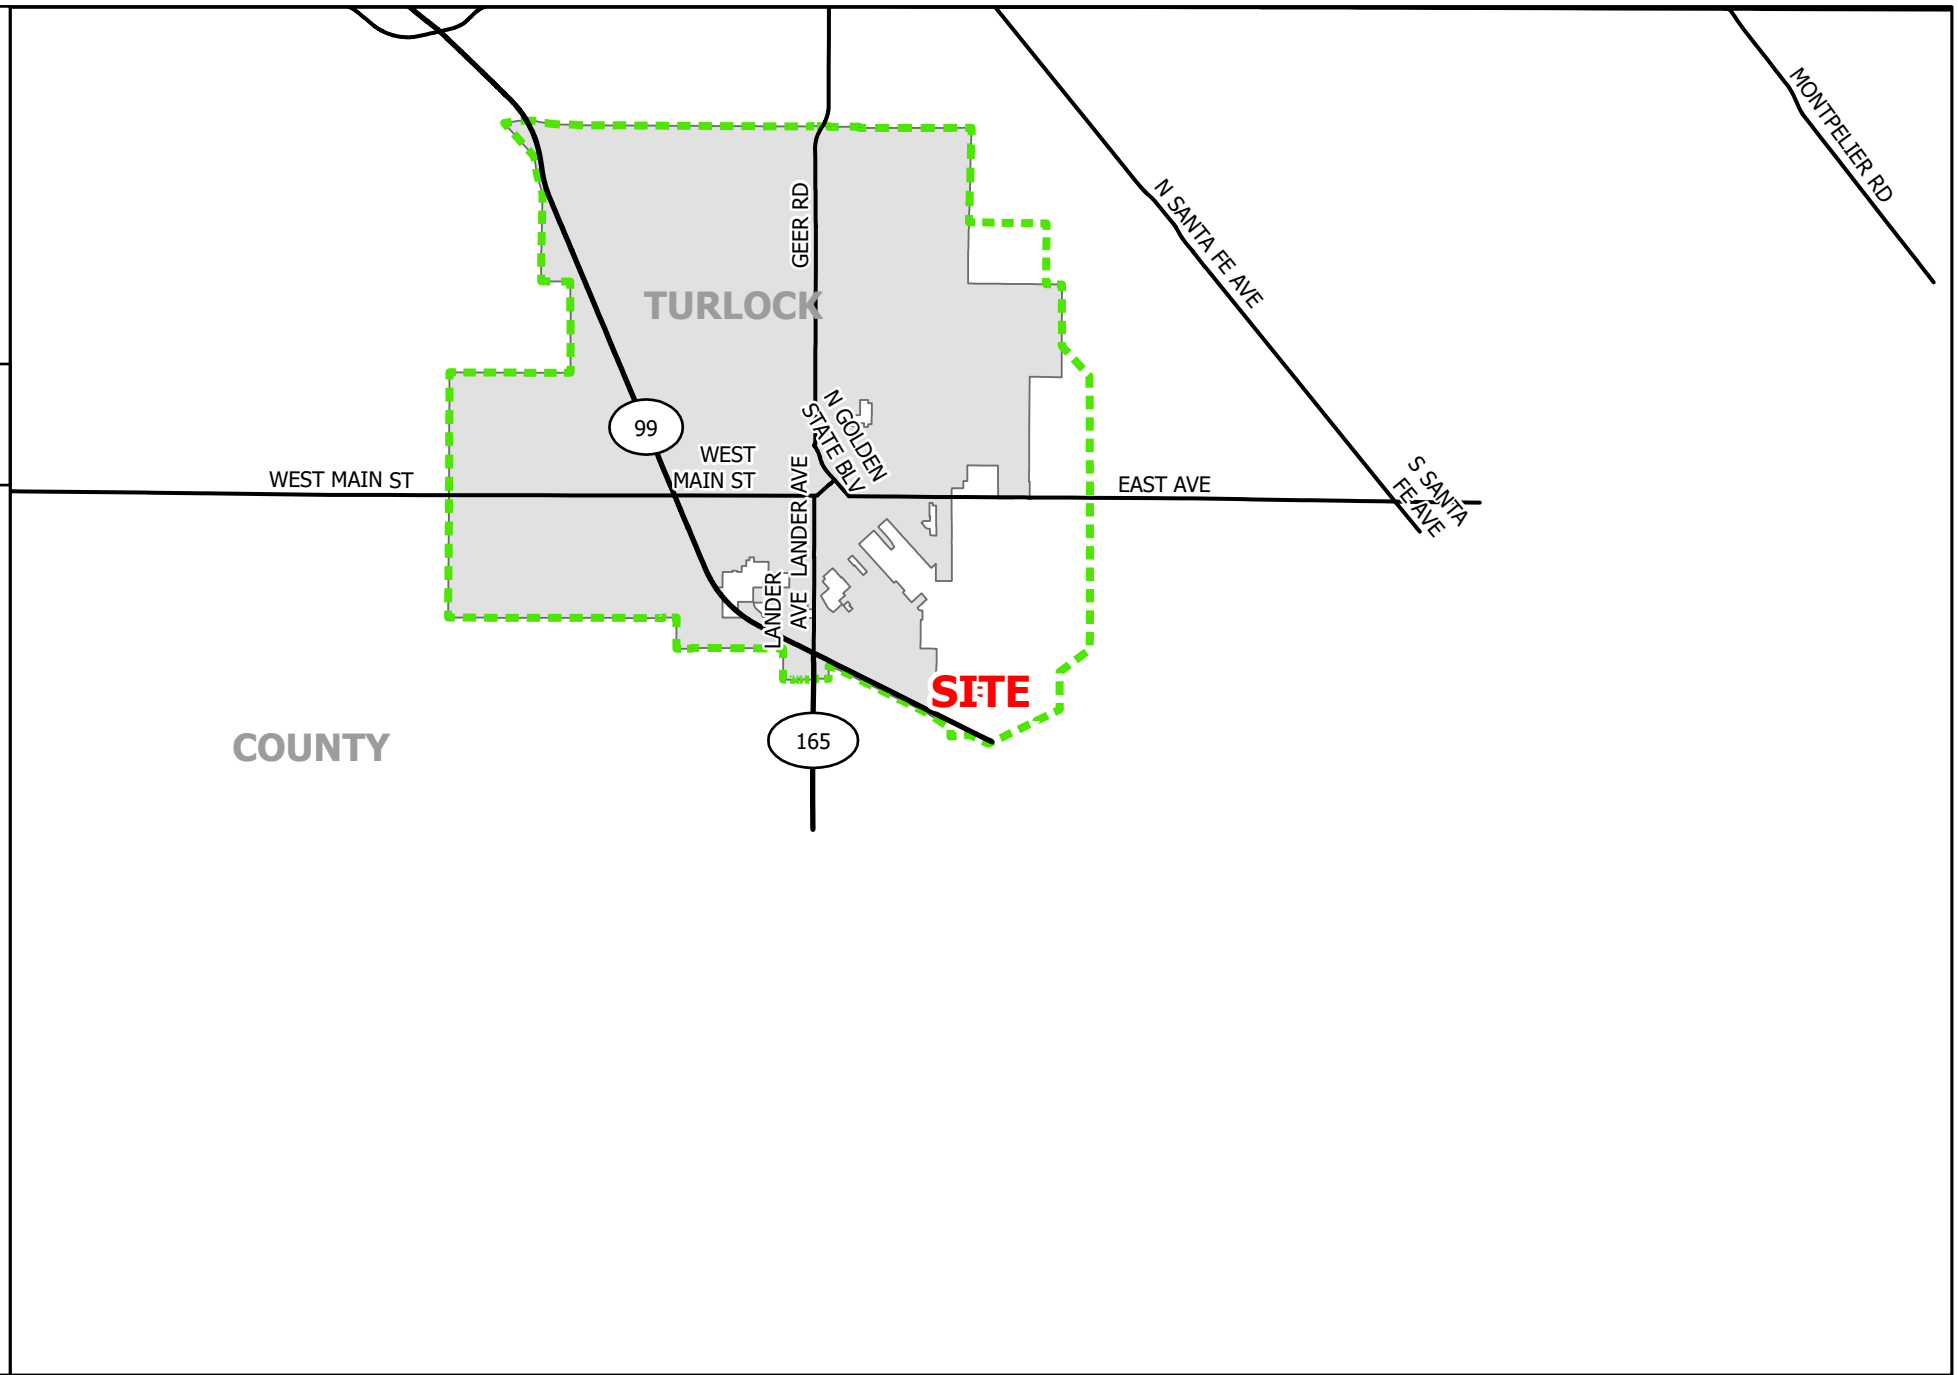 MONTPELIER RD
N SANTA FE AVE
GEER RD
TURLOCK
N GOLDEN
STATE BLV
99
WEST
MAIN ST
WEST MAIN ST
LANDER AVE
EAST AVE
S SANTA
FE AVE
LANDER
AVE
SITE
165
COUNTY